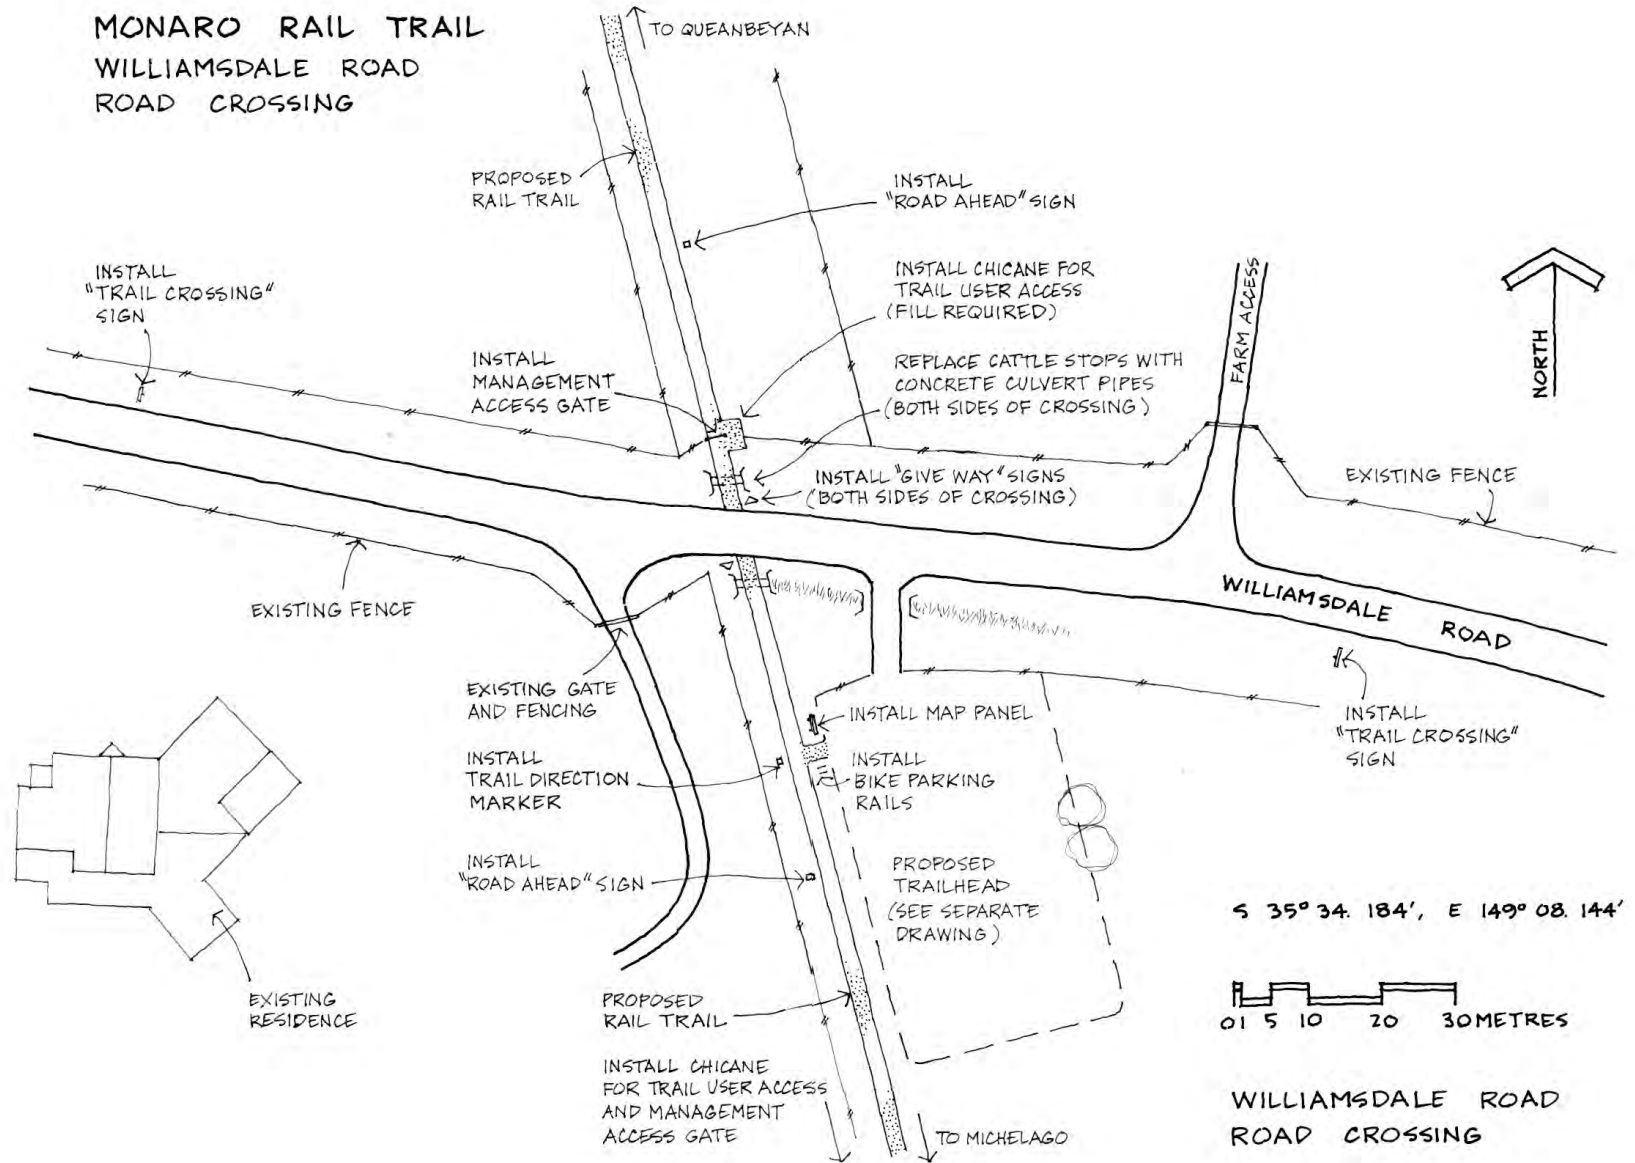 MONARO RAIL TRAIL
WILLIAMSDALE ROAD
ROAD CROSSING
TO QUEANBEYAN
PROPOSED
RAIL TRAIL
INSTALL
"ROAD AHEAD" SIGN
INSTALL
"TRAIL CROSSING"
SIGN
INSTALL CHICANE FOR
TRAIL USER ACCESS
(FILL REQUIRED)
FARM ACCESS
NORTH
INSTALL
MANAGEMENT
ACCESS GATE
REPLACE CATTLE STOPS WITH
CONCRETE CULVERT PIPES
(BOTH SIDES OF CROSSING)
INSTALL "GIVE WAY" SIGNS
(BOTH SIDES OF CROSSING)
EXISTING FENCE
EXISTING FENCE
WILLIAMSDALE ROAD
EXISTING GATE
AND FENCING
INSTALL MAP PANEL
INSTALL
"TRAIL CROSSING"
SIGN
INSTALL
TRAIL DIRECTION
MARKER
INSTALL
BIKE PARKING
RAILS
INSTALL
"ROAD AHEAD" SIGN
PROPOSED
TRAILHEAD
(SEE SEPARATE
DRAWING)
S 35° 34. 184', E 149° 08. 144'
EXISTING
RESIDENCE
PROPOSED
RAIL TRAIL
0 1 5 10 20 30 METRES
INSTALL CHICANE
FOR TRAIL USER ACCESS
AND MANAGEMENT
ACCESS GATE
TO MICHELAGO
WILLIAMSDALE ROAD
ROAD CROSSING